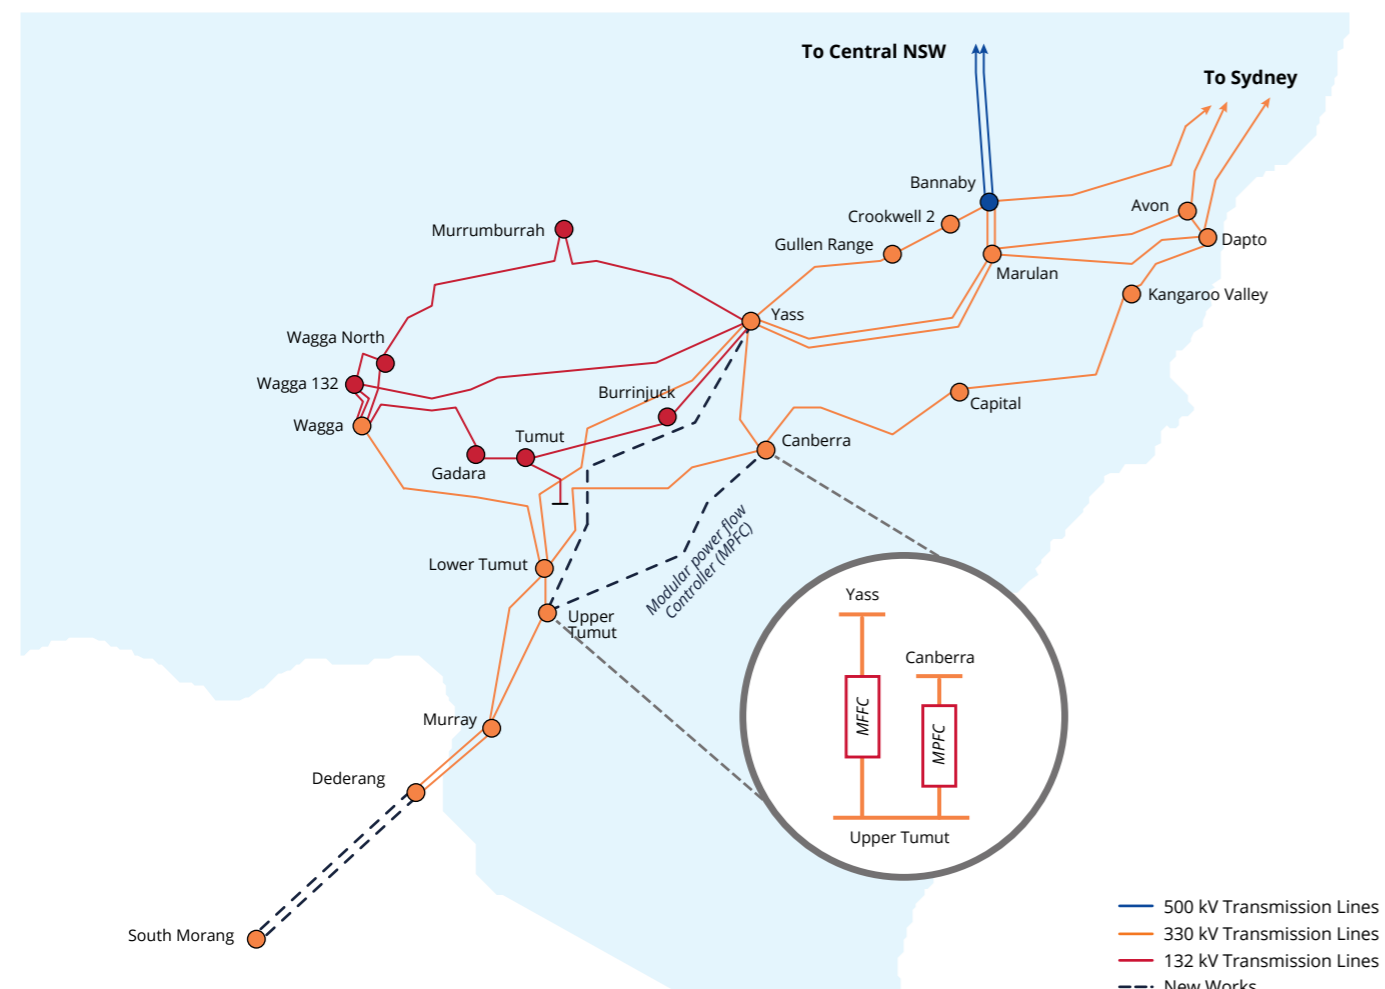 To Central NSW
To Sydney
Bannaby
Crookwell 2
Avon
Murrumburrah
Gullen Range
Dapto
Marulan
Kangaroo Valley
Yass
Wagga North
Wagga 132
Burrinjuck
Capital
Wagga
Tumut
Canberra
Gadara
Modular power flow
Controller (MPFC)
Lower Tumut
Upper
Tumut
Yass
Canberra
MFFC
MPFC
Upper Tumut
Murray
Dederang
South Morang
500 kV Transmission Lines
330 kV Transmission Lines
132 kV Transmission Lines
New Works